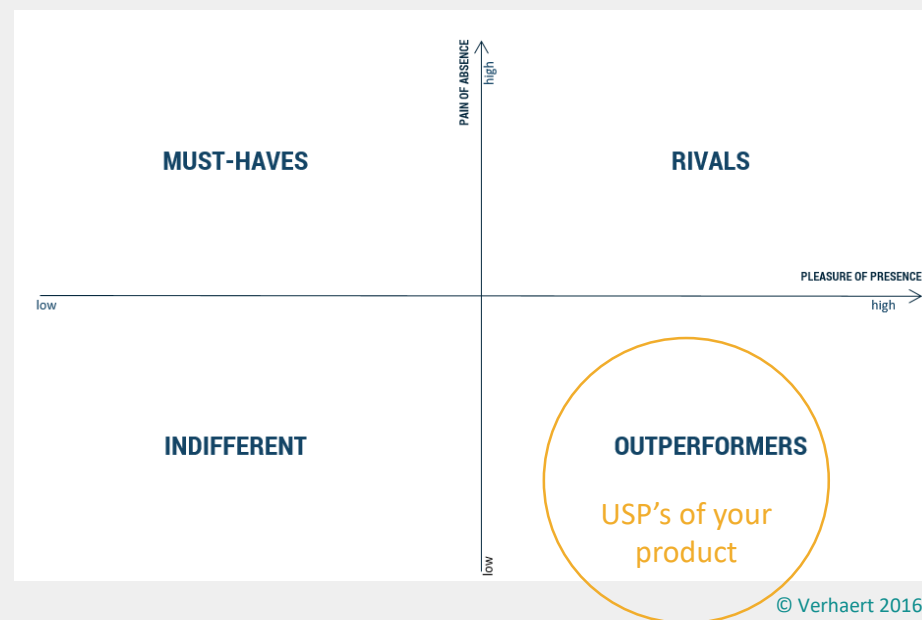 PAIN OF ABSENCE
high
MUST-HAVES
RIVALS
PLEASURE OF PRESENCE
low
high
INDIFFERENT
OUTPERFORMERS
USP’s of your
product
low
© Verhaert 2016